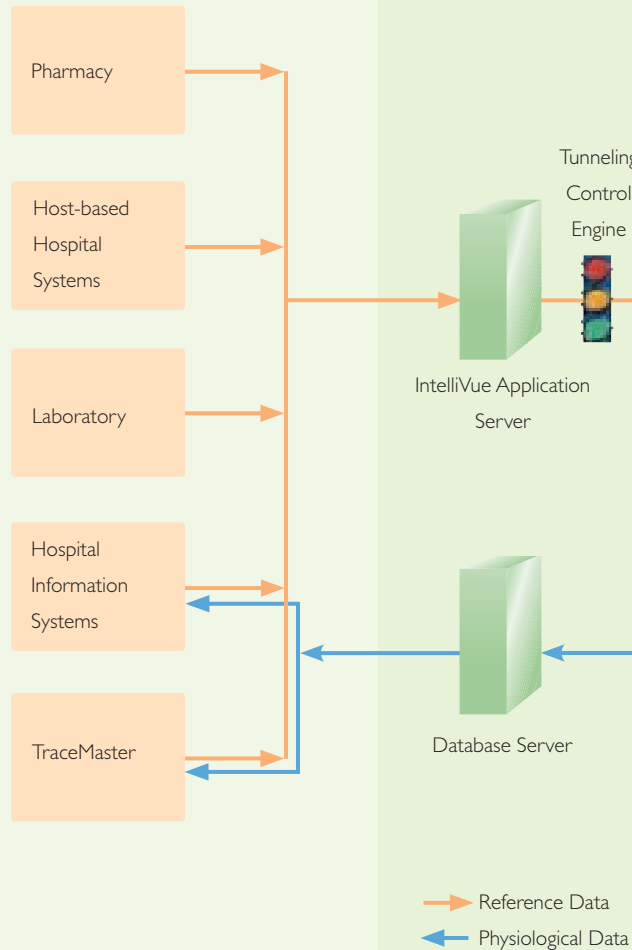 Pharmacy
Host-based
Hospital
Systems
Laboratory
Hospital
Information
Systems
TraceMaster
Tunneling
Control
Engine
IntelliVue Application
Server
Database Server
Reference Data
Physiological Data